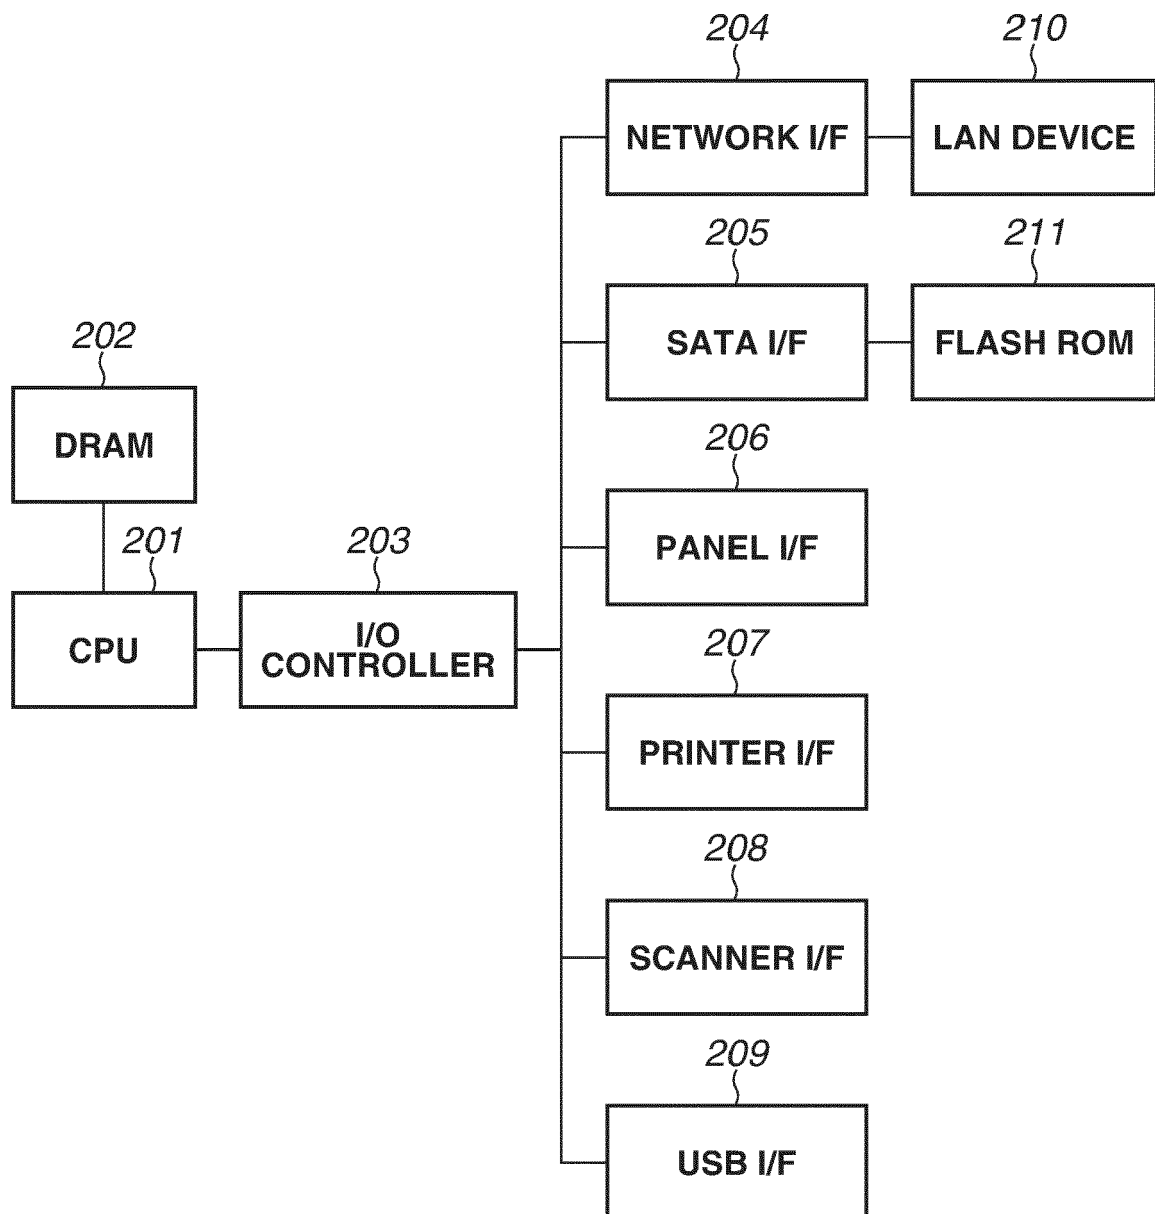 204
NETWORK I/F
210
LAN DEVICE
205
SATA I/F
211
FLASH ROM
202
DRAM
206
PANEL I/F
201
CPU
203
I/O
CONTROLLER
207
PRINTER I/F
208
SCANNER I/F
209
USB I/F